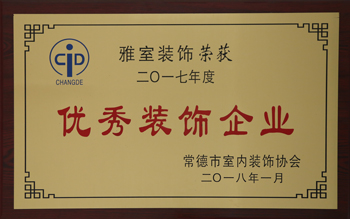 CID
CHANGDE
雅室装饰荣获
二〇一七年度
优秀装饰企业
常德市室内装饰协会
二〇一八年一月